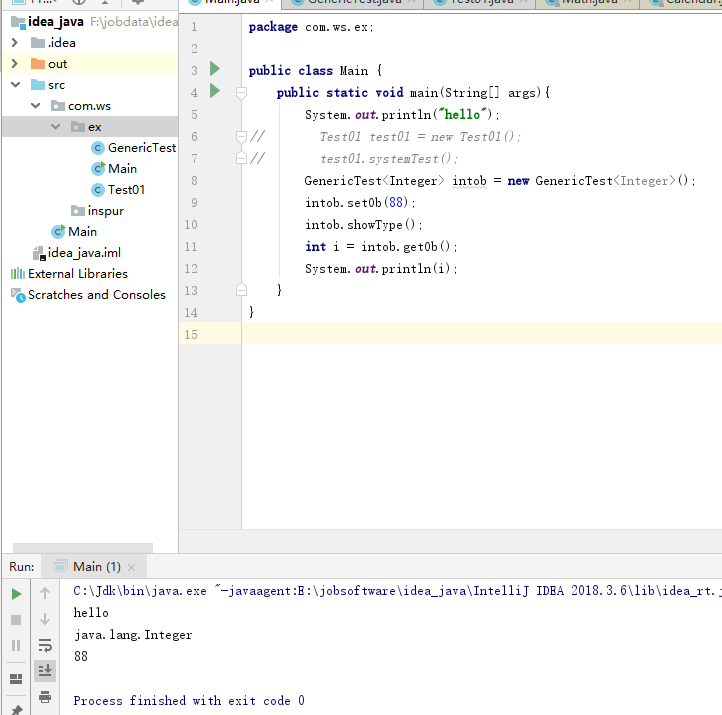 Main.java
GenericTest.java
Test01.java
Math.java
Calendar.
idea_java F:\jobdata\idea
.idea
out
src
com.ws
ex
GenericTest
Main
Test01
inspur
Main
idea_java.iml
External Libraries
Scratches and Consoles
1 package com.ws.ex;
2
3 public class Main {
4 public static void main(String[] args){
5 System.out.println("hello");
6 // Test01 test01 = new Test01();
7 // test01.systemTest();
8 GenericTest<Integer> intob = new GenericTest<Integer>();
9 intob.setOb(88);
10 intob.showType();
11 int i = intob.getOb();
12 System.out.println(i);
13 }
14 }
15
Run: Main (1)
C:\Jdk\bin\java.exe "-javaagent:E:\jobsoftware\idea_java\IntelliJ IDEA 2018.3.6\lib\idea_rt.j
hello
java.lang.Integer
88
Process finished with exit code 0